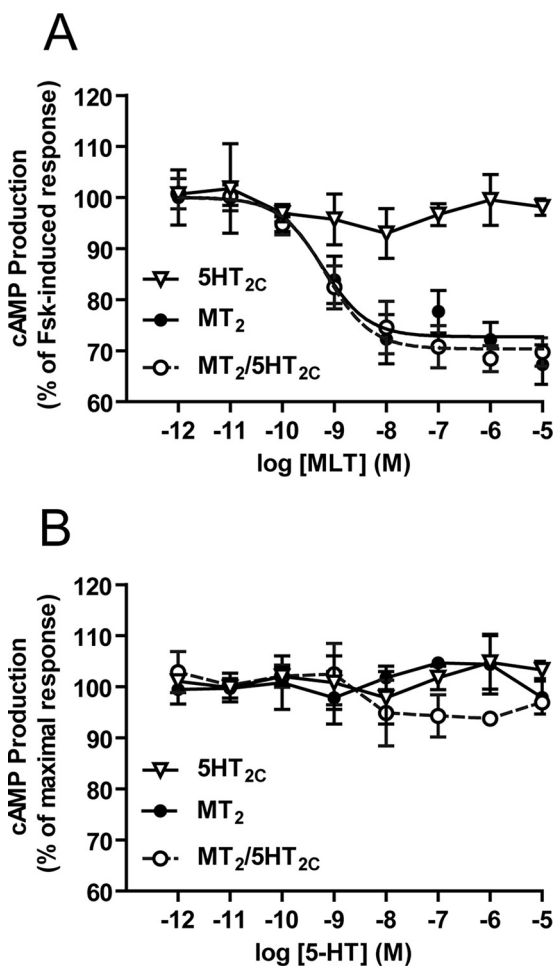 A
cAMP Production
(% of Fsk-induced response)
120
110
100
90
80
70
60
5HT2C
MT2
MT2/5HT2C
-12 -11 -10 -9 -8 -7 -6 -5
log [MLT] (M)
B
cAMP Production
(% of maximal response)
120
110
100
90
80
70
60
5HT2C
MT2
MT2/5HT2C
-12 -11 -10 -9 -8 -7 -6 -5
log [5-HT] (M)